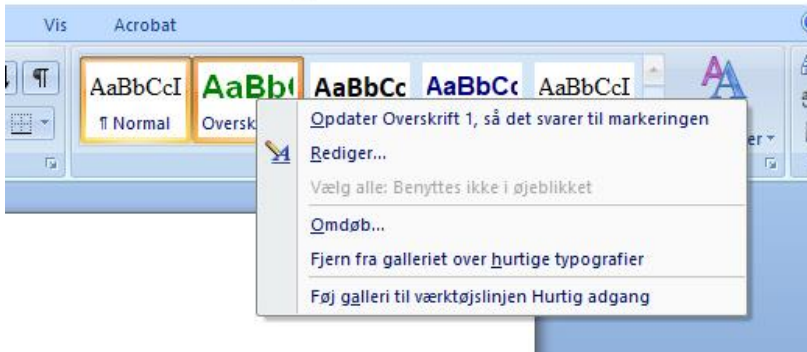 Vis Acrobat
AaBbCcI AaBb AaBbCc AaBbCc AaBbCcI
¶ Normal Oversk
er
Opdater Overskrift 1, så det svarer til markeringen
Rediger...
Vælg alle: Benyttes ikke i øjeblikket
Omdøb...
Fjern fra galleriet over hurtige typografier
Føj galleri til værktøjslinjen Hurtig adgang